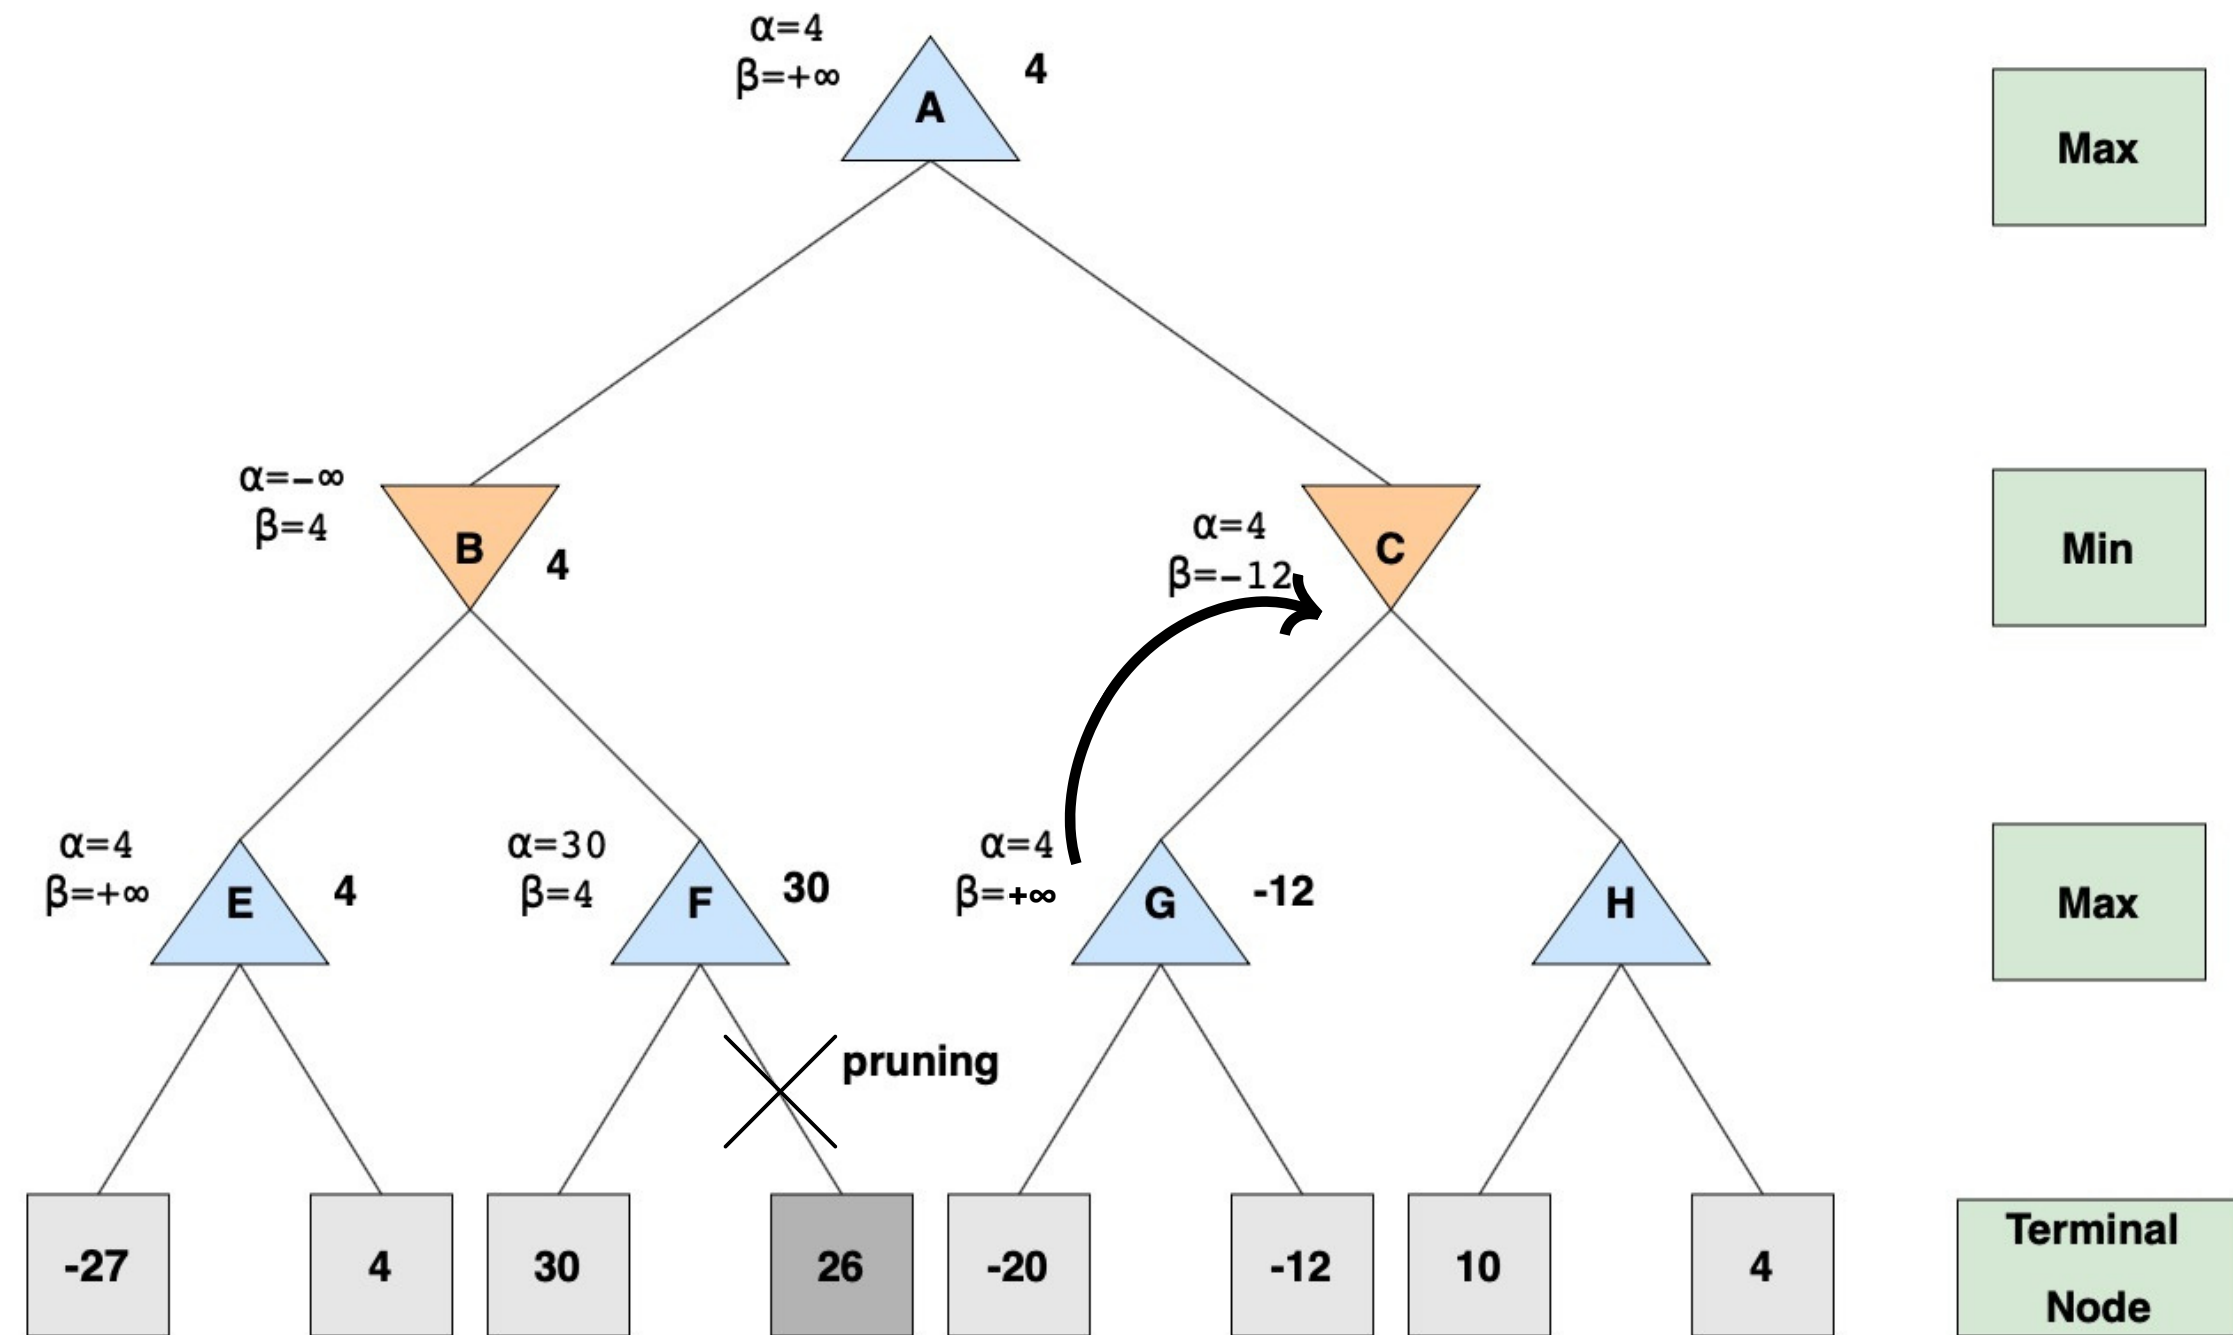 α=4
β=+∞
4
A
Max
α=-∞
β=4
B
4
α=4
β=-12
C
Min
α=4
β=+∞
E
4
α=30
β=4
F
30
α=4
β=+∞
G
-12
H
Max
pruning
-27
4
30
26
-20
-12
10
4
Terminal
Node